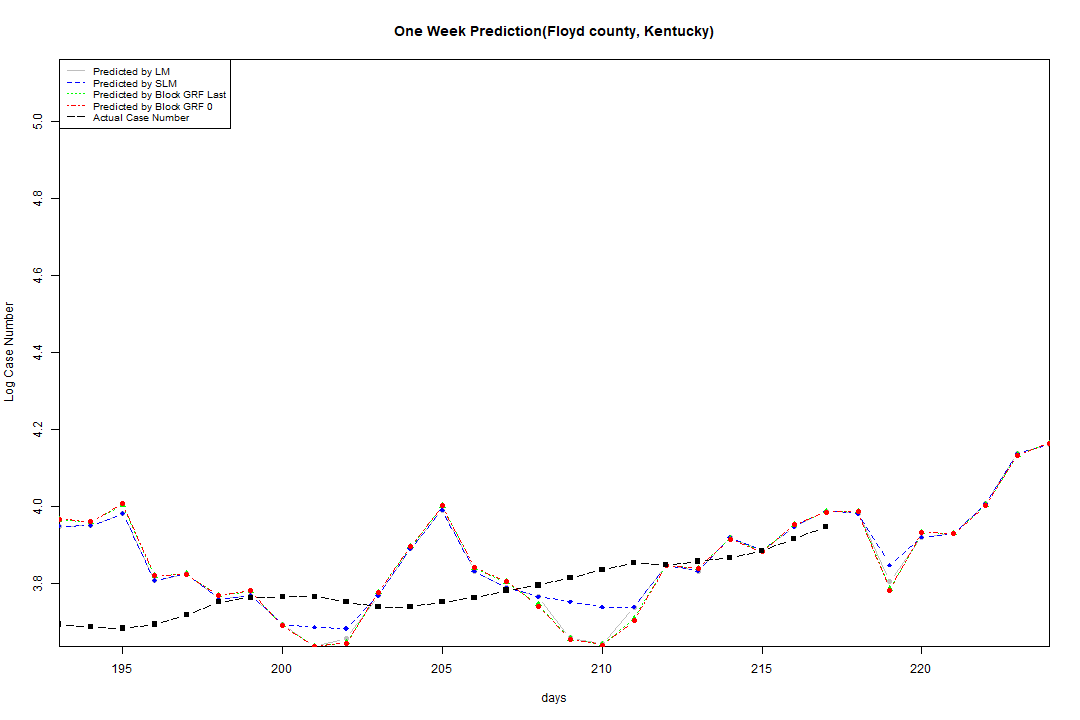 One Week Prediction(Floyd county, Kentucky)
Predicted by LM
Predicted by SLM
Predicted by Block GRF Last
Predicted by Block GRF 0
Actual Case Number
5.0
4.8
4.6
4.4
4.2
4.0
3.8
Log Case Number
195 200 205 210 215 220
days